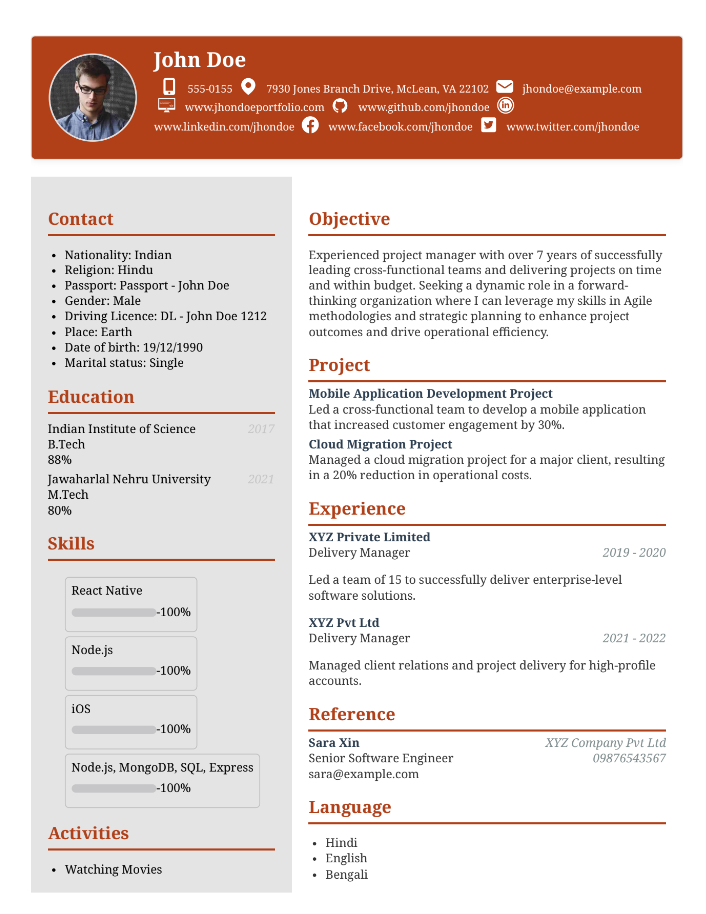 John Doe
555-0155 7930 Jones Branch Drive, McLean, VA 22102 jhondoe@example.com
www.jhondoeportfolio.com www.github.com/jhondoe
www.linkedin.com/jhondoe www.facebook.com/jhondoe www.twitter.com/jhondoe
Contact
• Nationality: Indian
• Religion: Hindu
• Passport: Passport - John Doe
• Gender: Male
• Driving Licence: DL - John Doe 1212
• Place: Earth
• Date of birth: 19/12/1990
• Marital status: Single
Education
Indian Institute of Science 2017
B.Tech
88%
Jawaharlal Nehru University 2021
M.Tech
80%
Skills
React Native
-100%
Node.js
-100%
iOS
-100%
Node.js, MongoDB, SQL, Express
-100%
Activities
• Watching Movies
Objective
Experienced project manager with over 7 years of successfully
leading cross-functional teams and delivering projects on time
and within budget. Seeking a dynamic role in a forward-
thinking organization where I can leverage my skills in Agile
methodologies and strategic planning to enhance project
outcomes and drive operational efficiency.
Project
Mobile Application Development Project
Led a cross-functional team to develop a mobile application
that increased customer engagement by 30%.
Cloud Migration Project
Managed a cloud migration project for a major client, resulting
in a 20% reduction in operational costs.
Experience
XYZ Private Limited
Delivery Manager 2019 - 2020
Led a team of 15 to successfully deliver enterprise-level
software solutions.
XYZ Pvt Ltd
Delivery Manager 2021 - 2022
Managed client relations and project delivery for high-profile
accounts.
Reference
Sara Xin XYZ Company Pvt Ltd
Senior Software Engineer 09876543567
sara@example.com
Language
• Hindi
• English
• Bengali